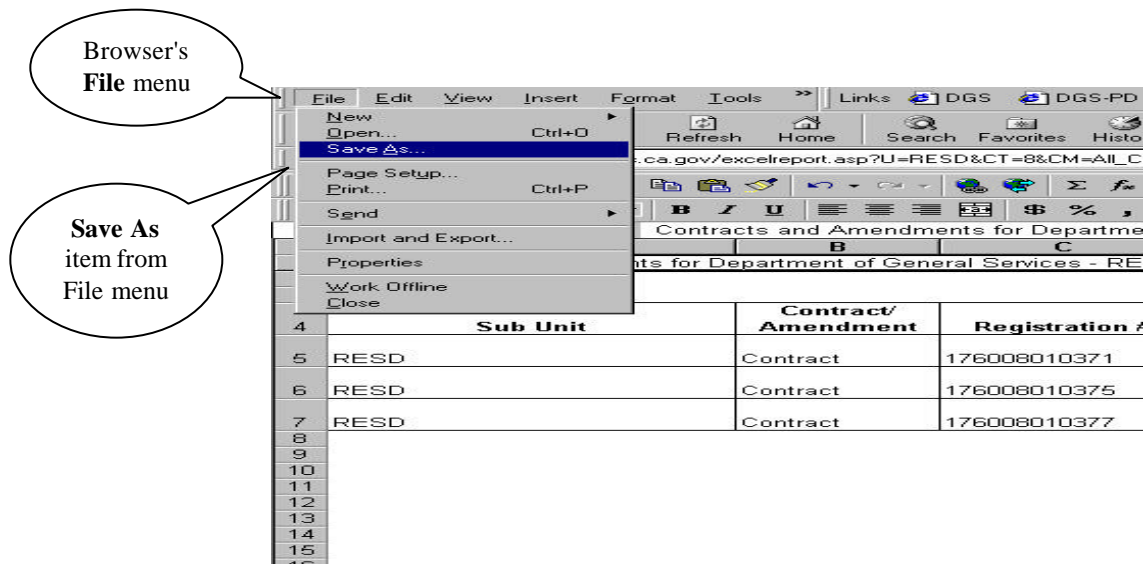 Browser's
File menu
File Edit View Insert Format Tools » Links DGS DGS-PD
New
Open... Ctrl+O
Refresh Home Search Favorites Histo
Save As...
.ca.gov/excelreport.asp?U=RESD&CT=8&CM=All_C
Page Setup...
Print... Ctrl+P
Σ
Send
B I U $ % ,
Save As
item from
File menu
Import and Export...
Contracts and Amendments for Departme
B C
Properties
nts for Department of General Services - RE
Work Offline
Close
4 Sub Unit Contract/
Amendment Registration
5 RESD Contract 176008010371
6 RESD Contract 176008010375
7 RESD Contract 176008010377
8
9
10
11
12
13
14
15